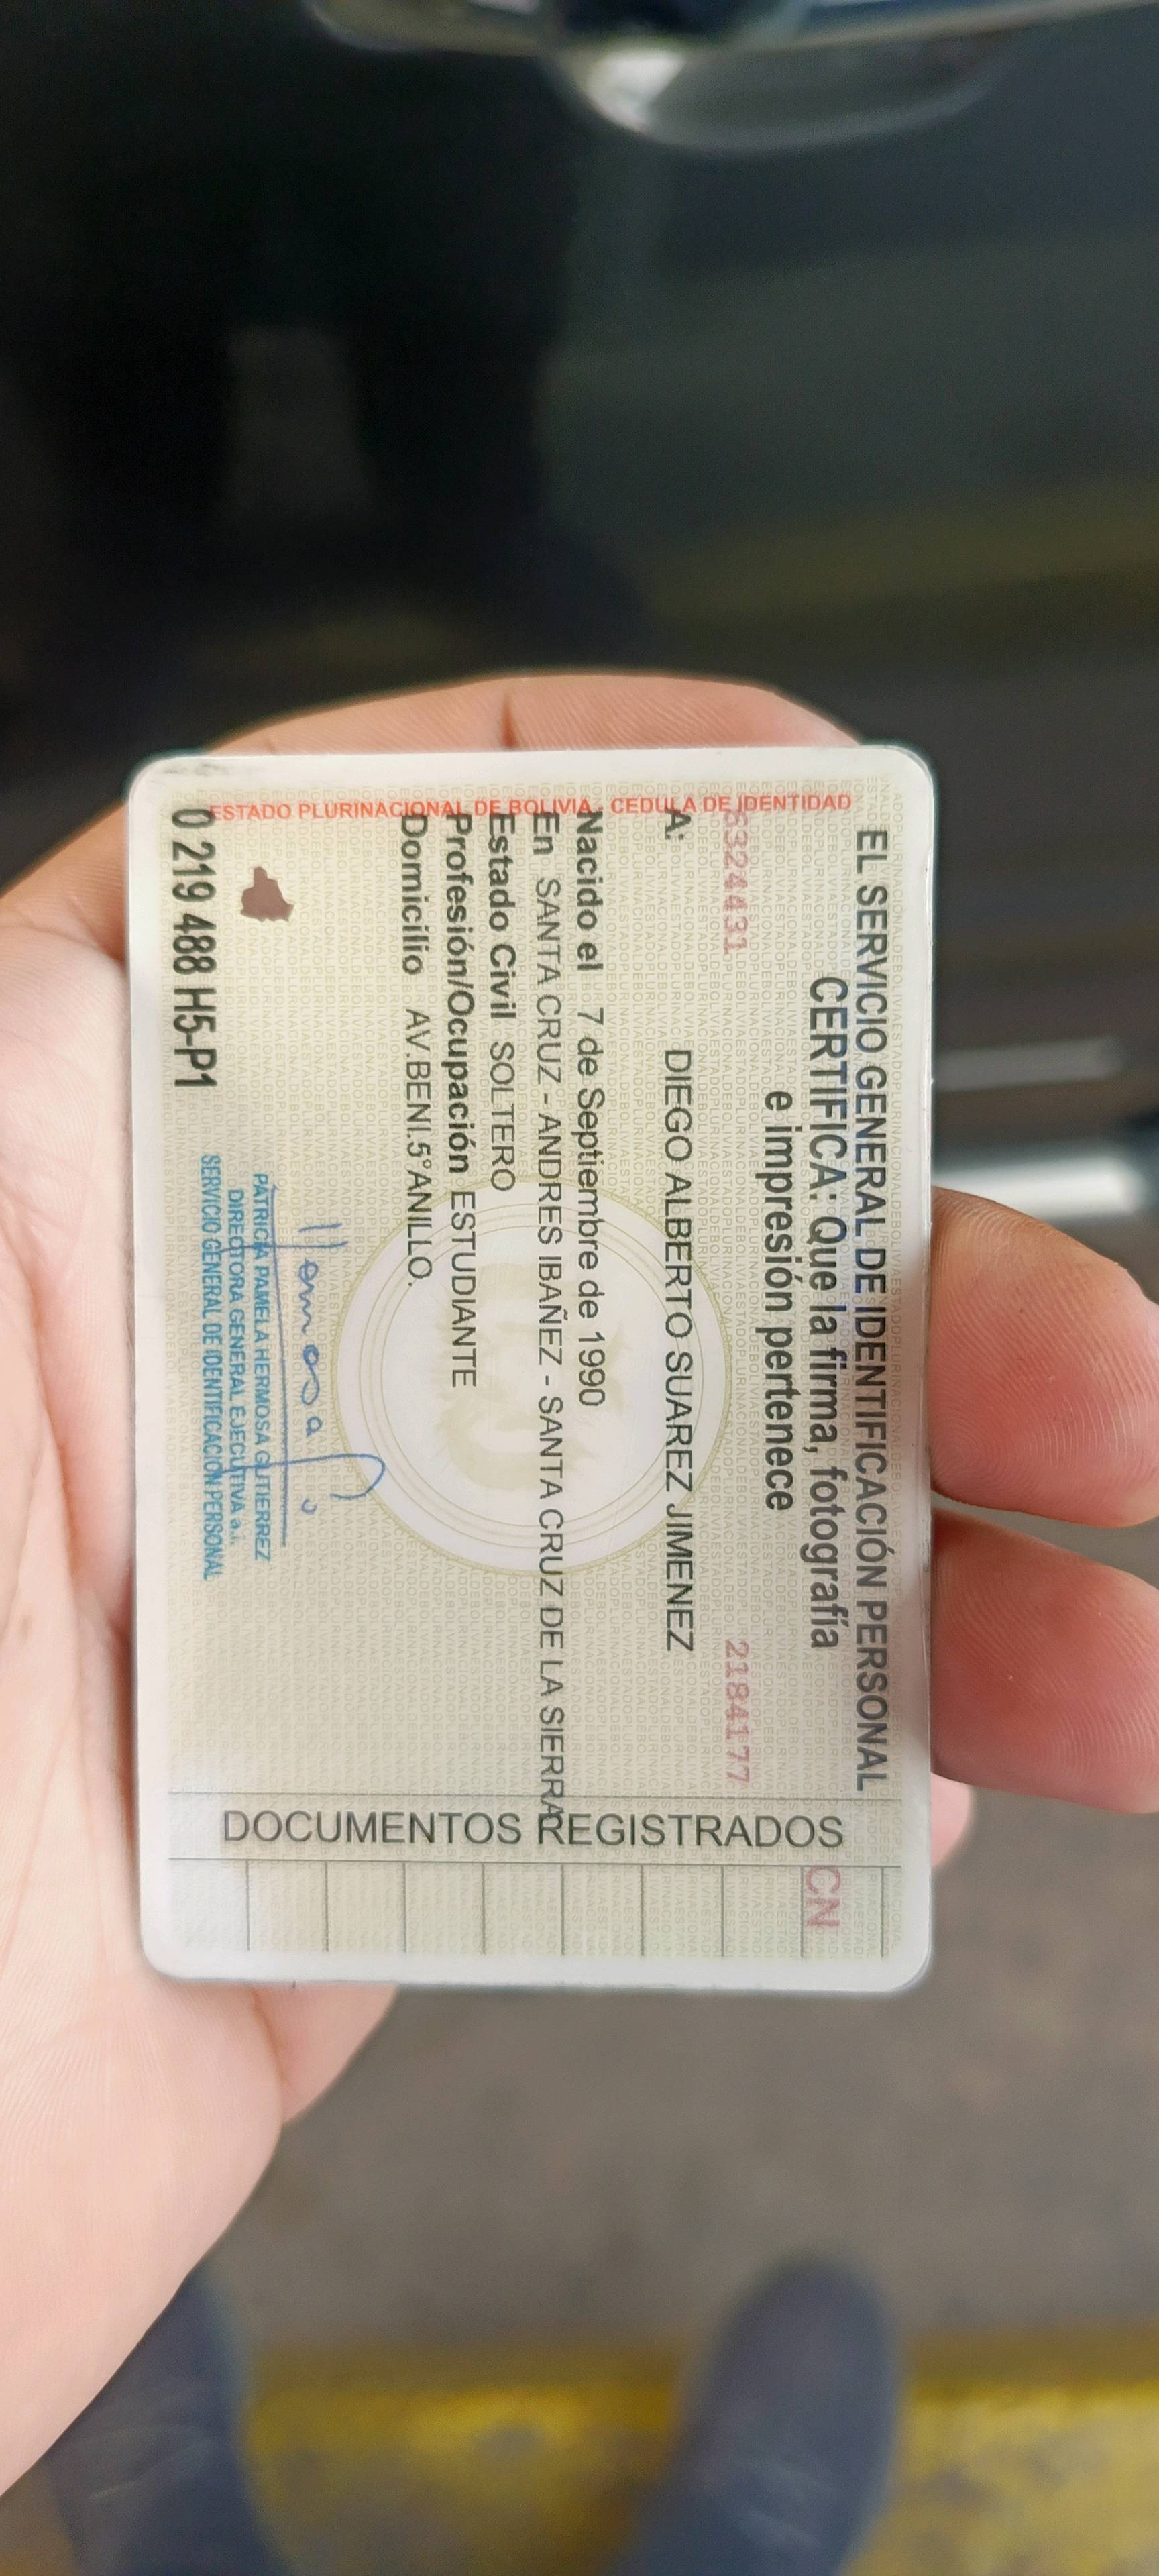 ESTADO PLURINACIONAL DE BOLIVIA - CEDULA DE IDENTIDAD
EL SERVICIO GENERAL DE IDENTIFICACIÓN PERSONAL
CERTIFICA: Que la firma, fotografía
e impresión pertenece
2184177
A: DIEGO ALBERTO SUAREZ JIMENEZ
Nacido el 7 de Septiembre de 1990
En SANTA CRUZ - ANDRES IBAÑEZ - SANTA CRUZ DE LA SIERRA
Estado Civil SOLTERO
Profesión/Ocupación ESTUDIANTE
Domicilio AV.BENI.5°ANILLO.
PATRICIA PAMELA HERMOSA GUTIERREZ
DIRECTORA GENERAL EJECUTIVA a.i.
SERVICIO GENERAL DE IDENTIFICACIÓN PERSONAL
0 219 488 H5-P1
DOCUMENTOS REGISTRADOS
CN